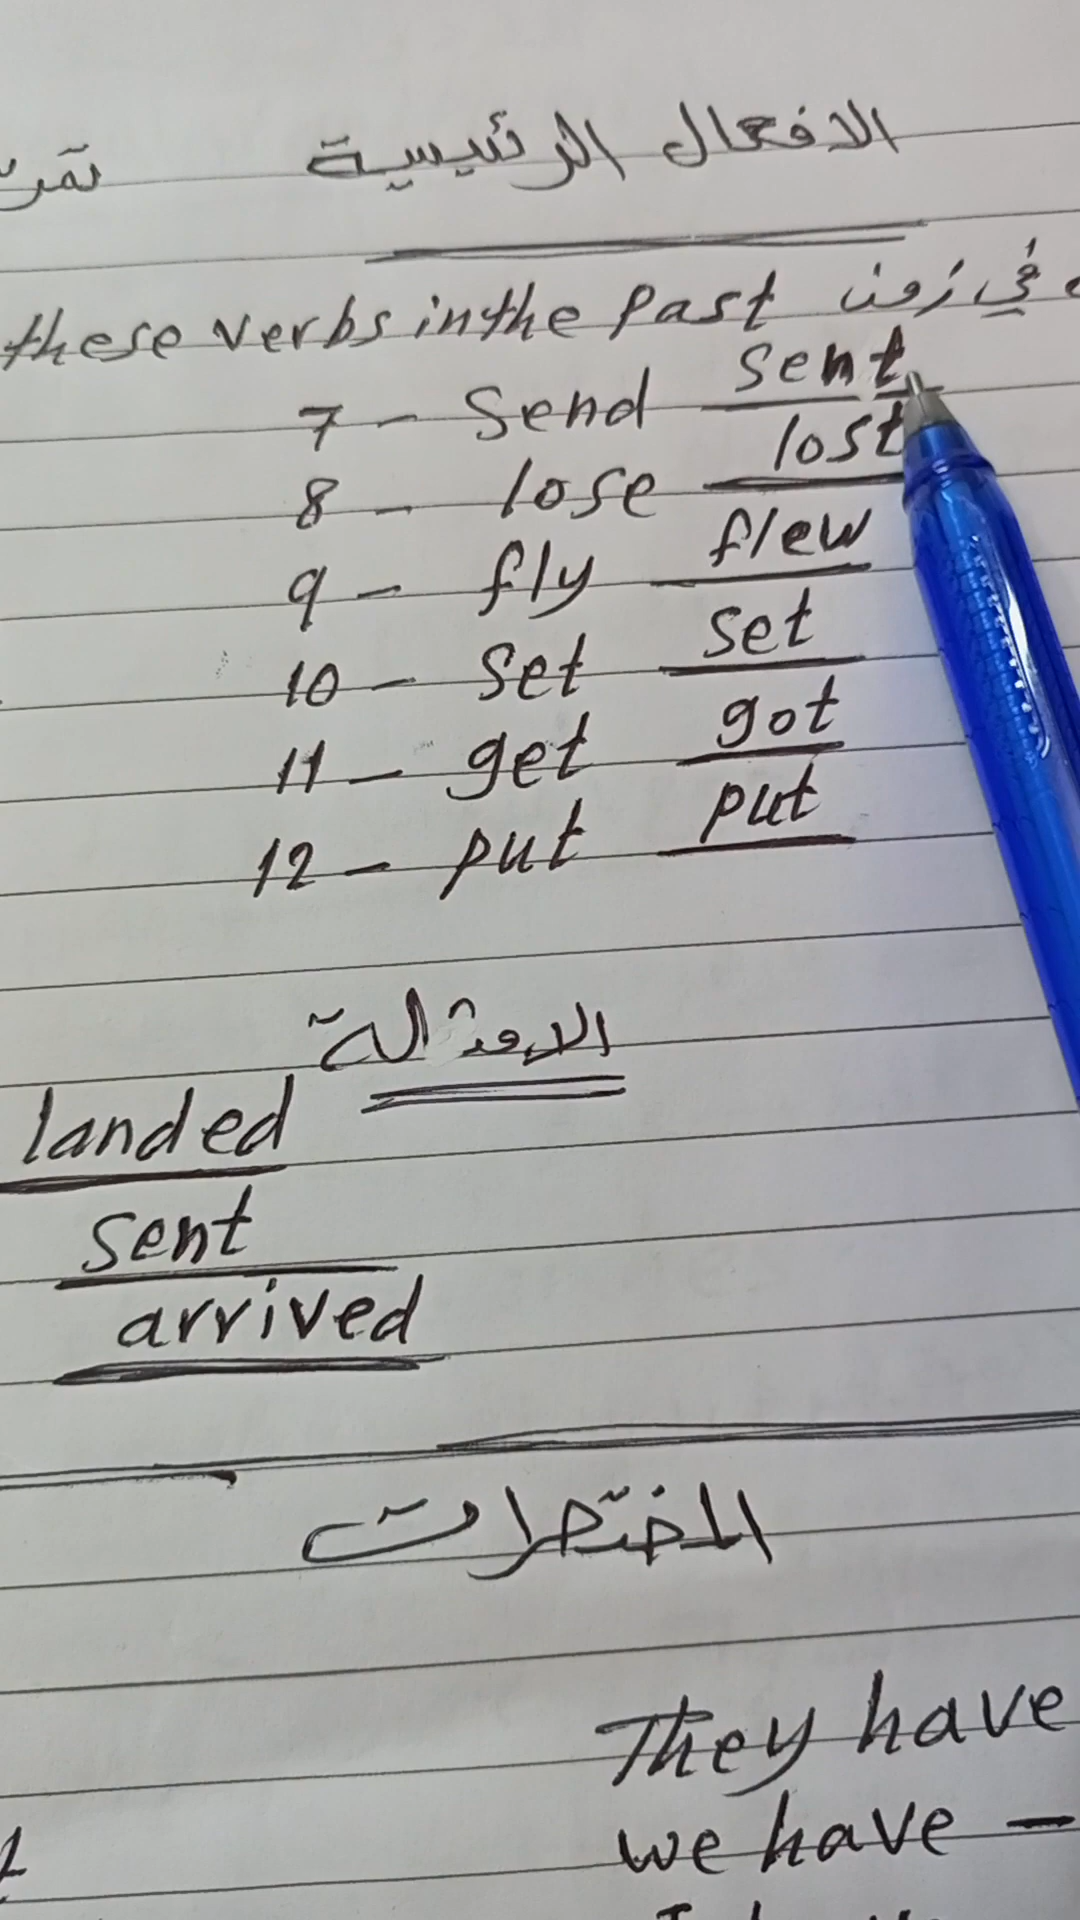 الافعال الرئيسية
these verbs in the past في زمن
7 - Send sent
8 - lose lost
9 - fly flew
10 - set set
11 - get got
12 - put put
الامثالة
landed
sent
arrived
المختصرات
They have
we have -